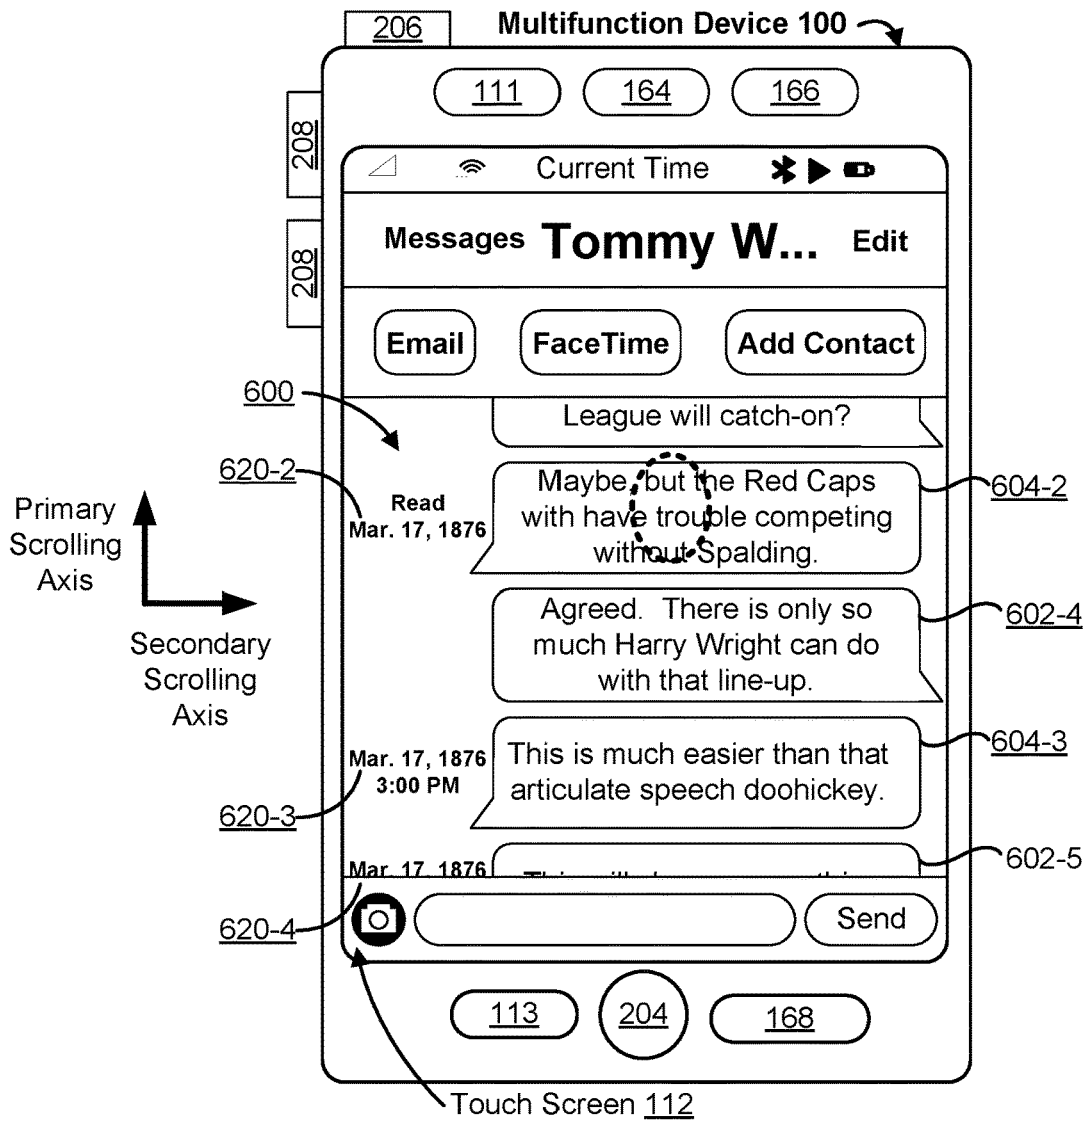 206
Multifunction Device 100
111
164
166
208
208
Current Time
Messages
Tommy W...
Edit
Email
FaceTime
Add Contact
600
League will catch-on?
620-2
Read
Mar. 17, 1876
Maybe, but the Red Caps
with have trouble competing
without Spalding.
604-2
Primary
Scrolling
Axis
Secondary
Scrolling
Axis
Agreed.  There is only so
much Harry Wright can do
with that line-up.
602-4
Mar. 17, 1876
3:00 PM
This is much easier than that
articulate speech doohickey.
604-3
620-3
Mar. 17, 1876
602-5
620-4
Send
113
204
168
Touch Screen 112